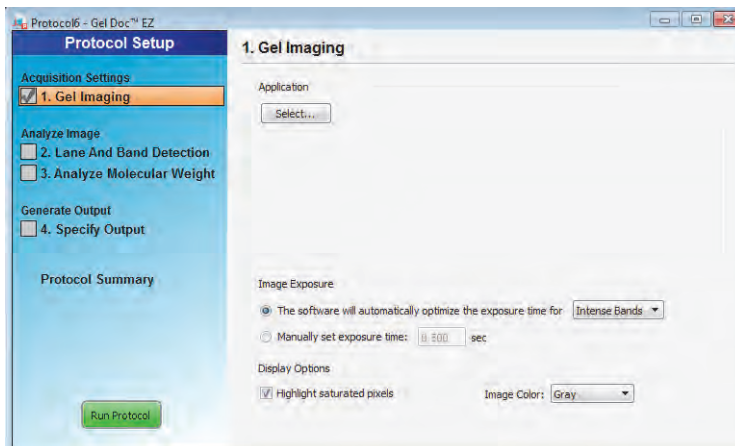 Protocol6 - Gel Doc™ EZ
Protocol Setup
Acquisition Settings
1. Gel Imaging
Analyze Image
2. Lane And Band Detection
3. Analyze Molecular Weight
Generate Output
4. Specify Output
Protocol Summary
Run Protocol
1. Gel Imaging
Application
Select...
Image Exposure
The software will automatically optimize the exposure time for Intense Bands
Manually set exposure time: sec
Display Options
Highlight saturated pixels Image Color: Gray